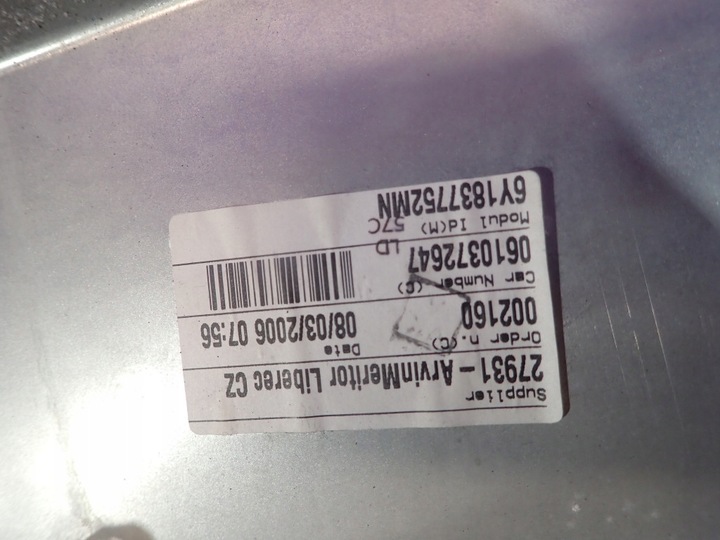 Supplier
27931 - ArvinMeritor Liberec CZ
Order n.(C) Date
002160 08/03/2006 07:56
Car Number (C)
0610372647
LD
Modul Id(M) 57C
6Y1837752MN